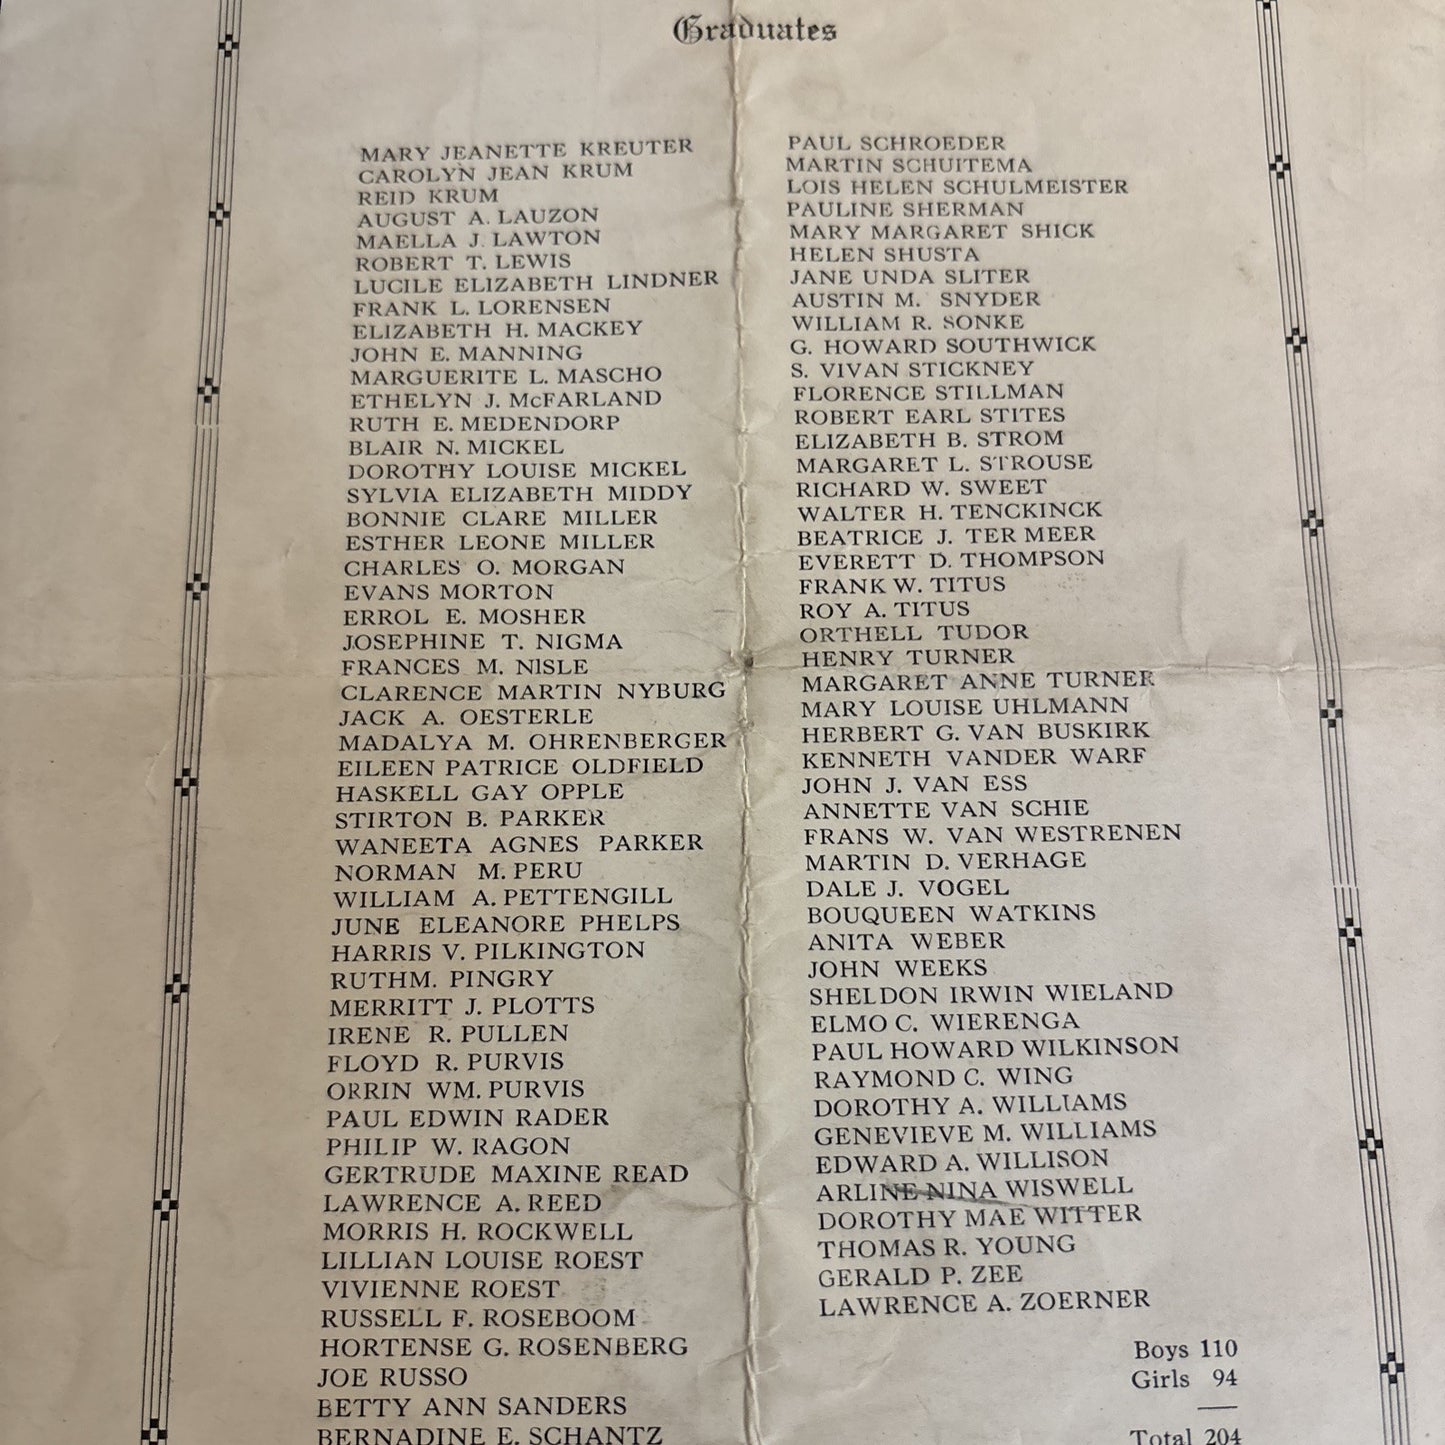 Graduates
MARY JEANETTE KREUTER
CAROLYN JEAN KRUM
REID KRUM
AUGUST A. LAUZON
MAELLA J. LAWTON
ROBERT T. LEWIS
LUCILE ELIZABETH LINDNER
FRANK L. LORENSEN
ELIZABETH H. MACKEY
JOHN E. MANNING
MARGUERITE L. MASCHO
ETHELYN J. McFARLAND
RUTH E. MEDENDORP
BLAIR N. MICKEL
DOROTHY LOUISE MICKEL
SYLVIA ELIZABETH MIDDY
BONNIE CLARE MILLER
ESTHER LEONE MILLER
CHARLES O. MORGAN
EVANS MORTON
ERROL E. MOSHER
JOSEPHINE T. NIGMA
FRANCES M. NISLE
CLARENCE MARTIN NYBURG
JACK A. OESTERLE
MADALYA M. OHRENBERGER
EILEEN PATRICE OLDFIELD
HASKELL GAY OPPLE
STIRTON B. PARKER
WANEETA AGNES PARKER
NORMAN M. PERU
WILLIAM A. PETTENGILL
JUNE ELEANORE PHELPS
HARRIS V. PILKINGTON
RUTHM. PINGRY
MERRITT J. PLOTTS
IRENE R. PULLEN
FLOYD R. PURVIS
ORRIN WM. PURVIS
PAUL EDWIN RADER
PHILIP W. RAGON
GERTRUDE MAXINE READ
LAWRENCE A. REED
MORRIS H. ROCKWELL
LILLIAN LOUISE ROEST
VIVIENNE ROEST
RUSSELL F. ROSEBOOM
HORTENSE G. ROSENBERG
JOE RUSSO
BETTY ANN SANDERS
BERNADINE E. SCHANTZ
PAUL SCHROEDER
MARTIN SCHUITEMA
LOIS HELEN SCHULMEISTER
PAULINE SHERMAN
MARY MARGARET SHICK
HELEN SHUSTA
JANE UNDA SLITER
AUSTIN M. SNYDER
WILLIAM R. SONKE
G. HOWARD SOUTHWICK
S. VIVAN STICKNEY
FLORENCE STILLMAN
ROBERT EARL STITES
ELIZABETH B. STROM
MARGARET L. STROUSE
RICHARD W. SWEET
WALTER H. TENCKINCK
BEATRICE J. TER MEER
EVERETT D. THOMPSON
FRANK W. TITUS
ROY A. TITUS
ORTHELL TUDOR
HENRY TURNER
MARGARET ANNE TURNER
MARY LOUISE UHLMANN
HERBERT G. VAN BUSKIRK
KENNETH VANDER WARF
JOHN J. VAN ESS
ANNETTE VAN SCHIE
FRANS W. VAN WESTRENEN
MARTIN D. VERHAGE
DALE J. VOGEL
BOUQUEEN WATKINS
ANITA WEBER
JOHN WEEKS
SHELDON IRWIN WIELAND
ELMO C. WIERENGA
PAUL HOWARD WILKINSON
RAYMOND C. WING
DOROTHY A. WILLIAMS
GENEVIEVE M. WILLIAMS
EDWARD A. WILLISON
ARLINE NINA WISWELL
DOROTHY MAE WITTER
THOMAS R. YOUNG
GERALD P. ZEE
LAWRENCE A. ZOERNER
Boys 110
Girls 94
Total 204